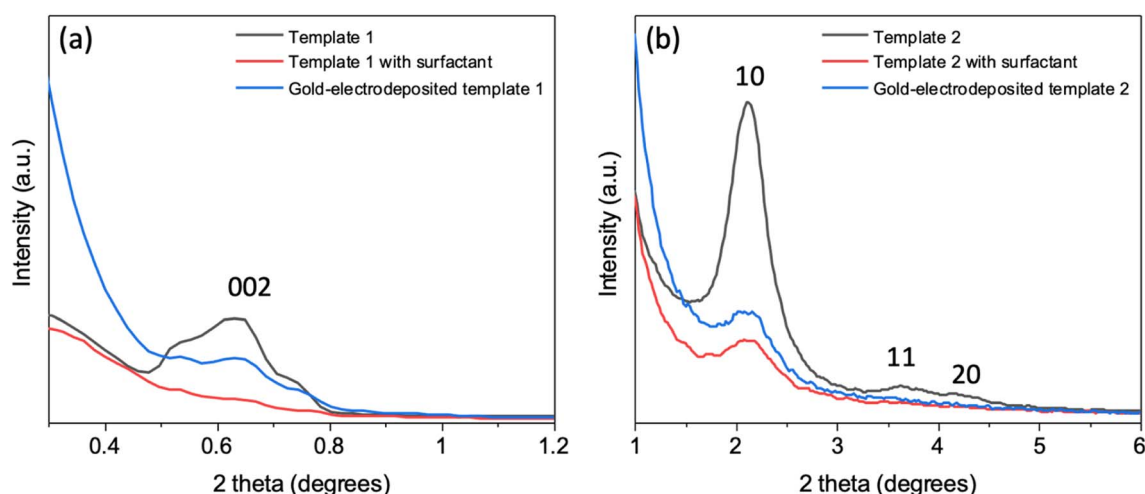 (a)
Template 1
Template 1 with surfactant
Gold-electrodeposited template 1
002
Intensity (a.u.)
0.4 0.6 0.8 1 1.2
2 theta (degrees)
(b)
Template 2
Template 2 with surfactant
Gold-electrodeposited template 2
10
11
20
Intensity (a.u.)
1 2 3 4 5 6
2 theta (degrees)